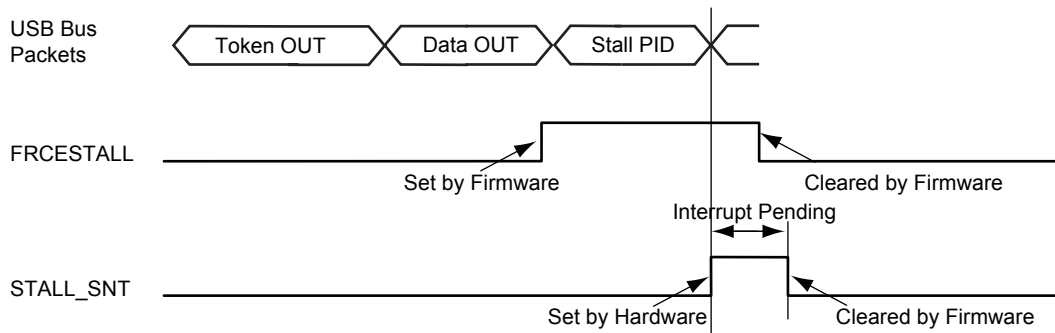 USB Bus
Packets
Token OUT
Data OUT
Stall PID
FRCESTALL
Set by Firmware
Cleared by Firmware
Interrupt Pending
STALL_SNT
Set by Hardware
Cleared by Firmware